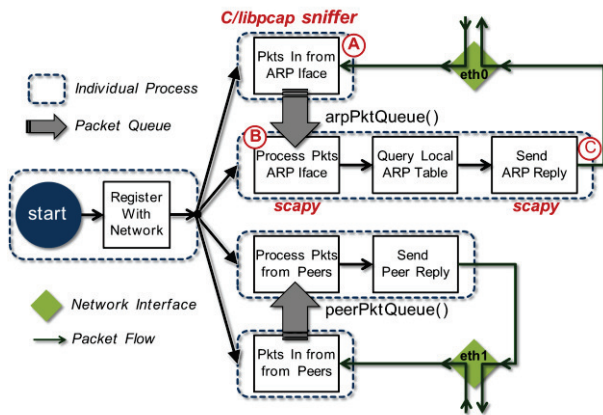 C/libpcap sniffer
A
Pkts In from
ARP Iface
eth0
Individual Process
Packet Queue
arpPktQueue()
B
C
Process Pkts
ARP Iface
Query Local
ARP Table
Send
ARP Reply
scapy
scapy
start
Register
With
Network
Process Pkts
from Peers
Send
Peer Reply
peerPktQueue()
Network Interface
Packet Flow
Pkts In from
from Peers
eth1